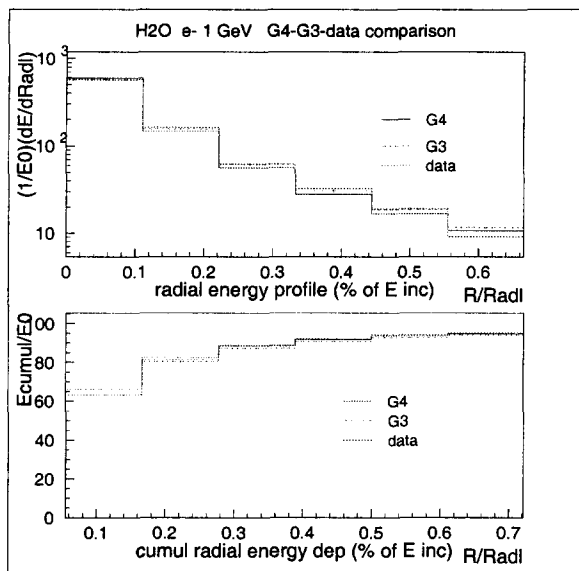 H2O e- 1 GeV G4-G3-data comparison
(1/E0)(dE/dRadl)
10^3
10^2
10
G4
G3
data
0 0.1 0.2 0.3 0.4 0.5 0.6
radial energy profile (% of E inc) R/Radl
Ecumul/E0
00
80
60
40
20
0
G4
G3
data
0.1 0.2 0.3 0.4 0.5 0.6 0.7
cumul radial energy dep (% of E inc) R/Radl